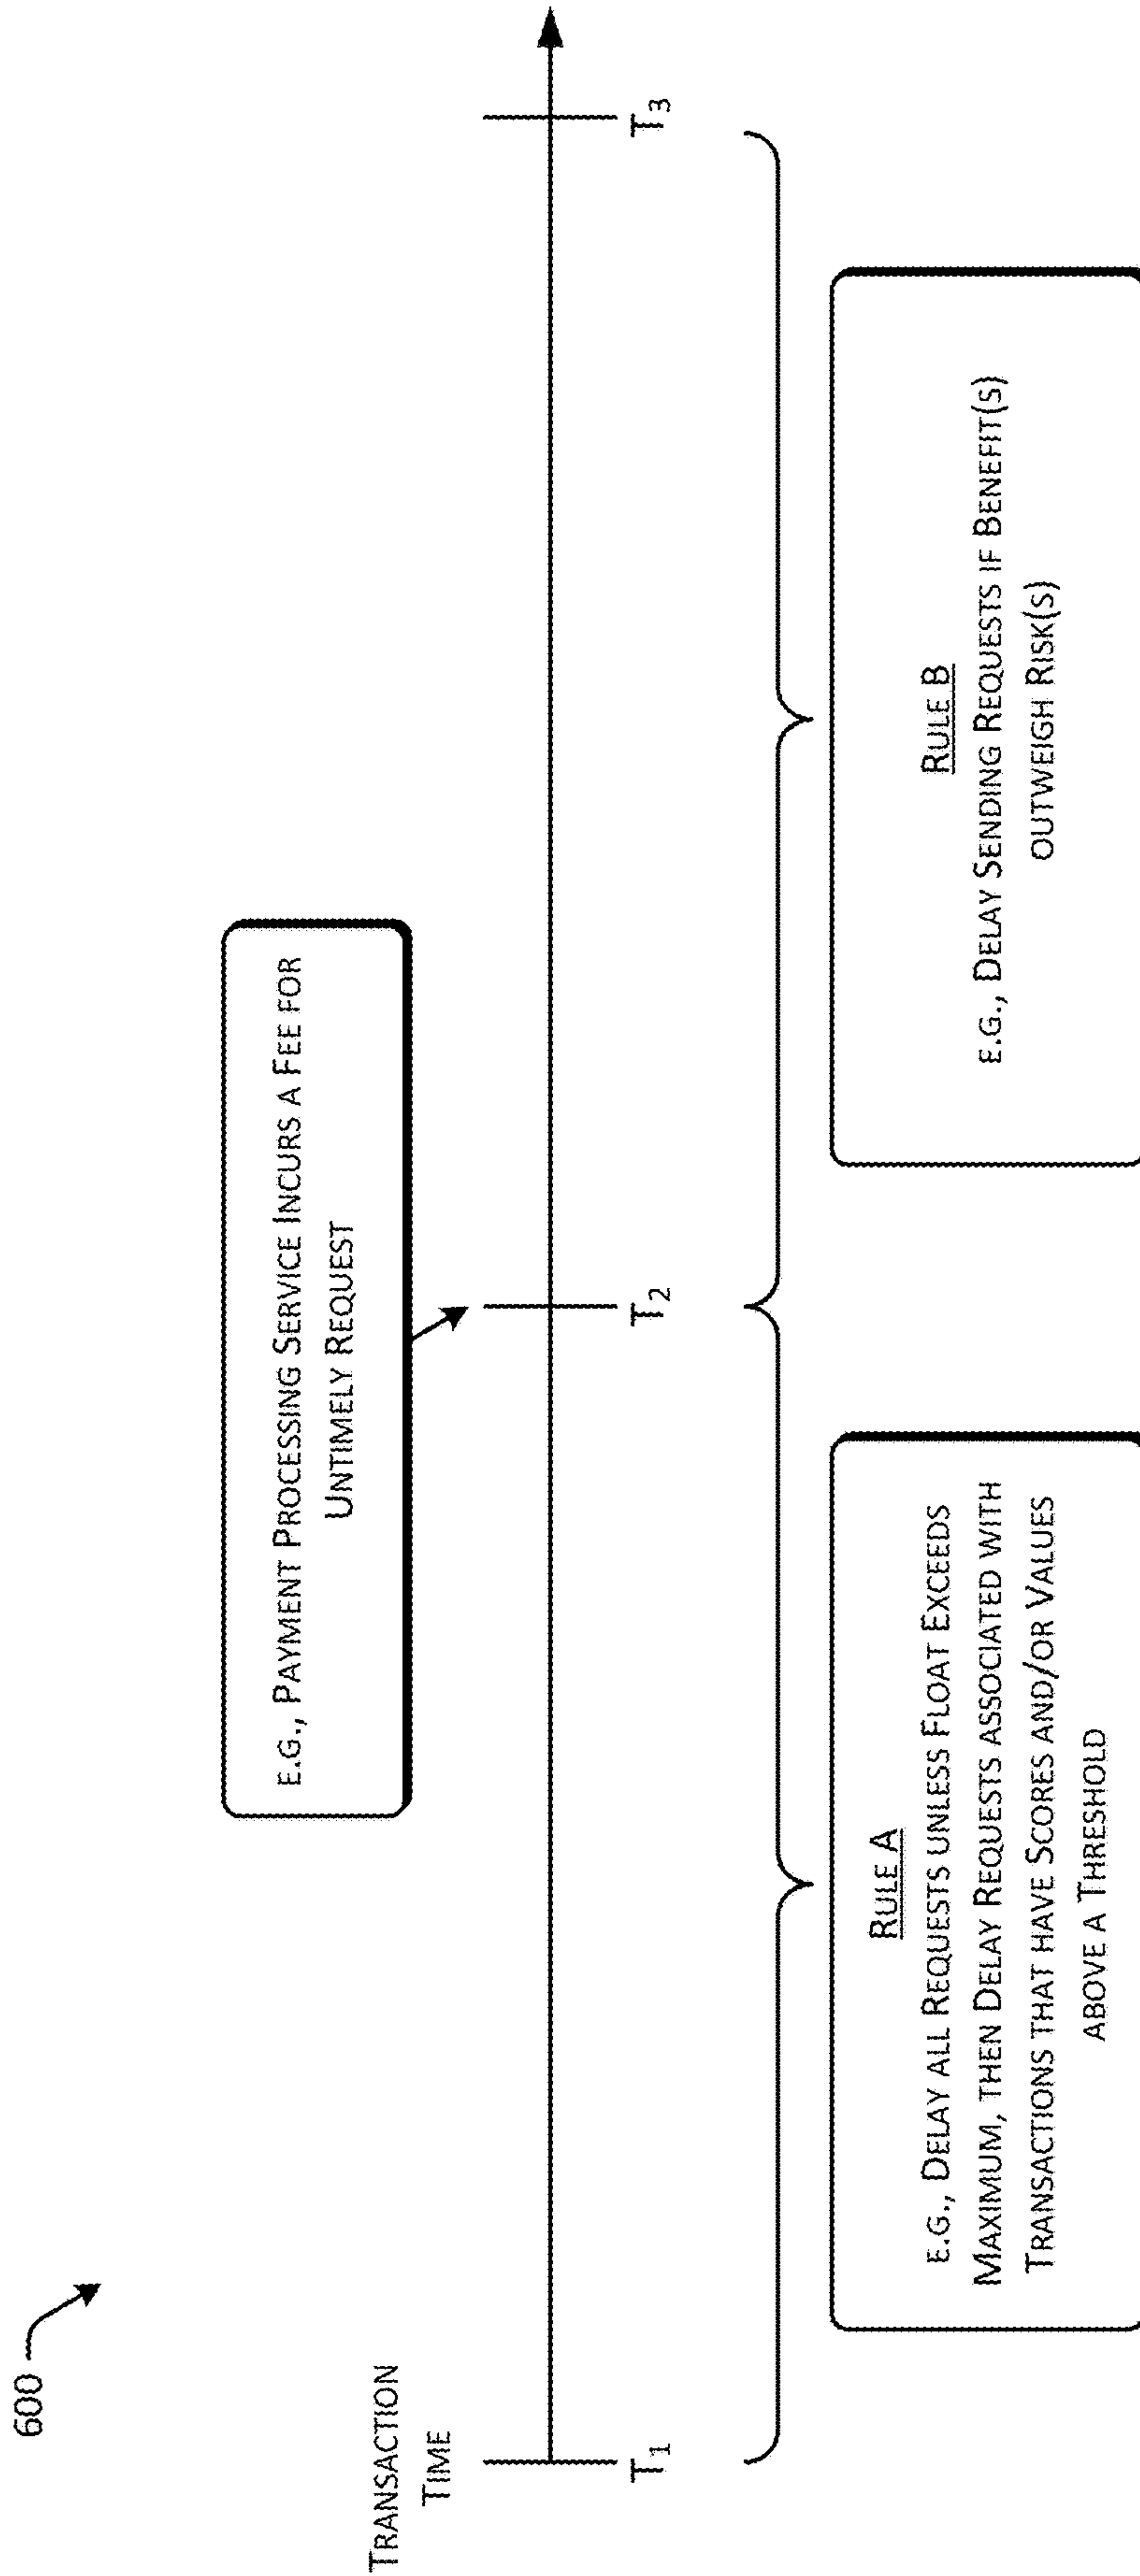 600
TRANSACTION
TIME
E.G., PAYMENT PROCESSING SERVICE INCURS A FEE FOR
UNTIMELY REQUEST
T1
T2
T3
RULE A
E.G., DELAY ALL REQUESTS UNLESS FLOAT EXCEEDS
MAXIMUM, THEN DELAY REQUESTS ASSOCIATED WITH
TRANSACTIONS THAT HAVE SCORES AND/OR VALUES
ABOVE A THRESHOLD
RULE B
E.G., DELAY SENDING REQUESTS IF BENEFIT(S)
OUTWEIGH RISK(S)